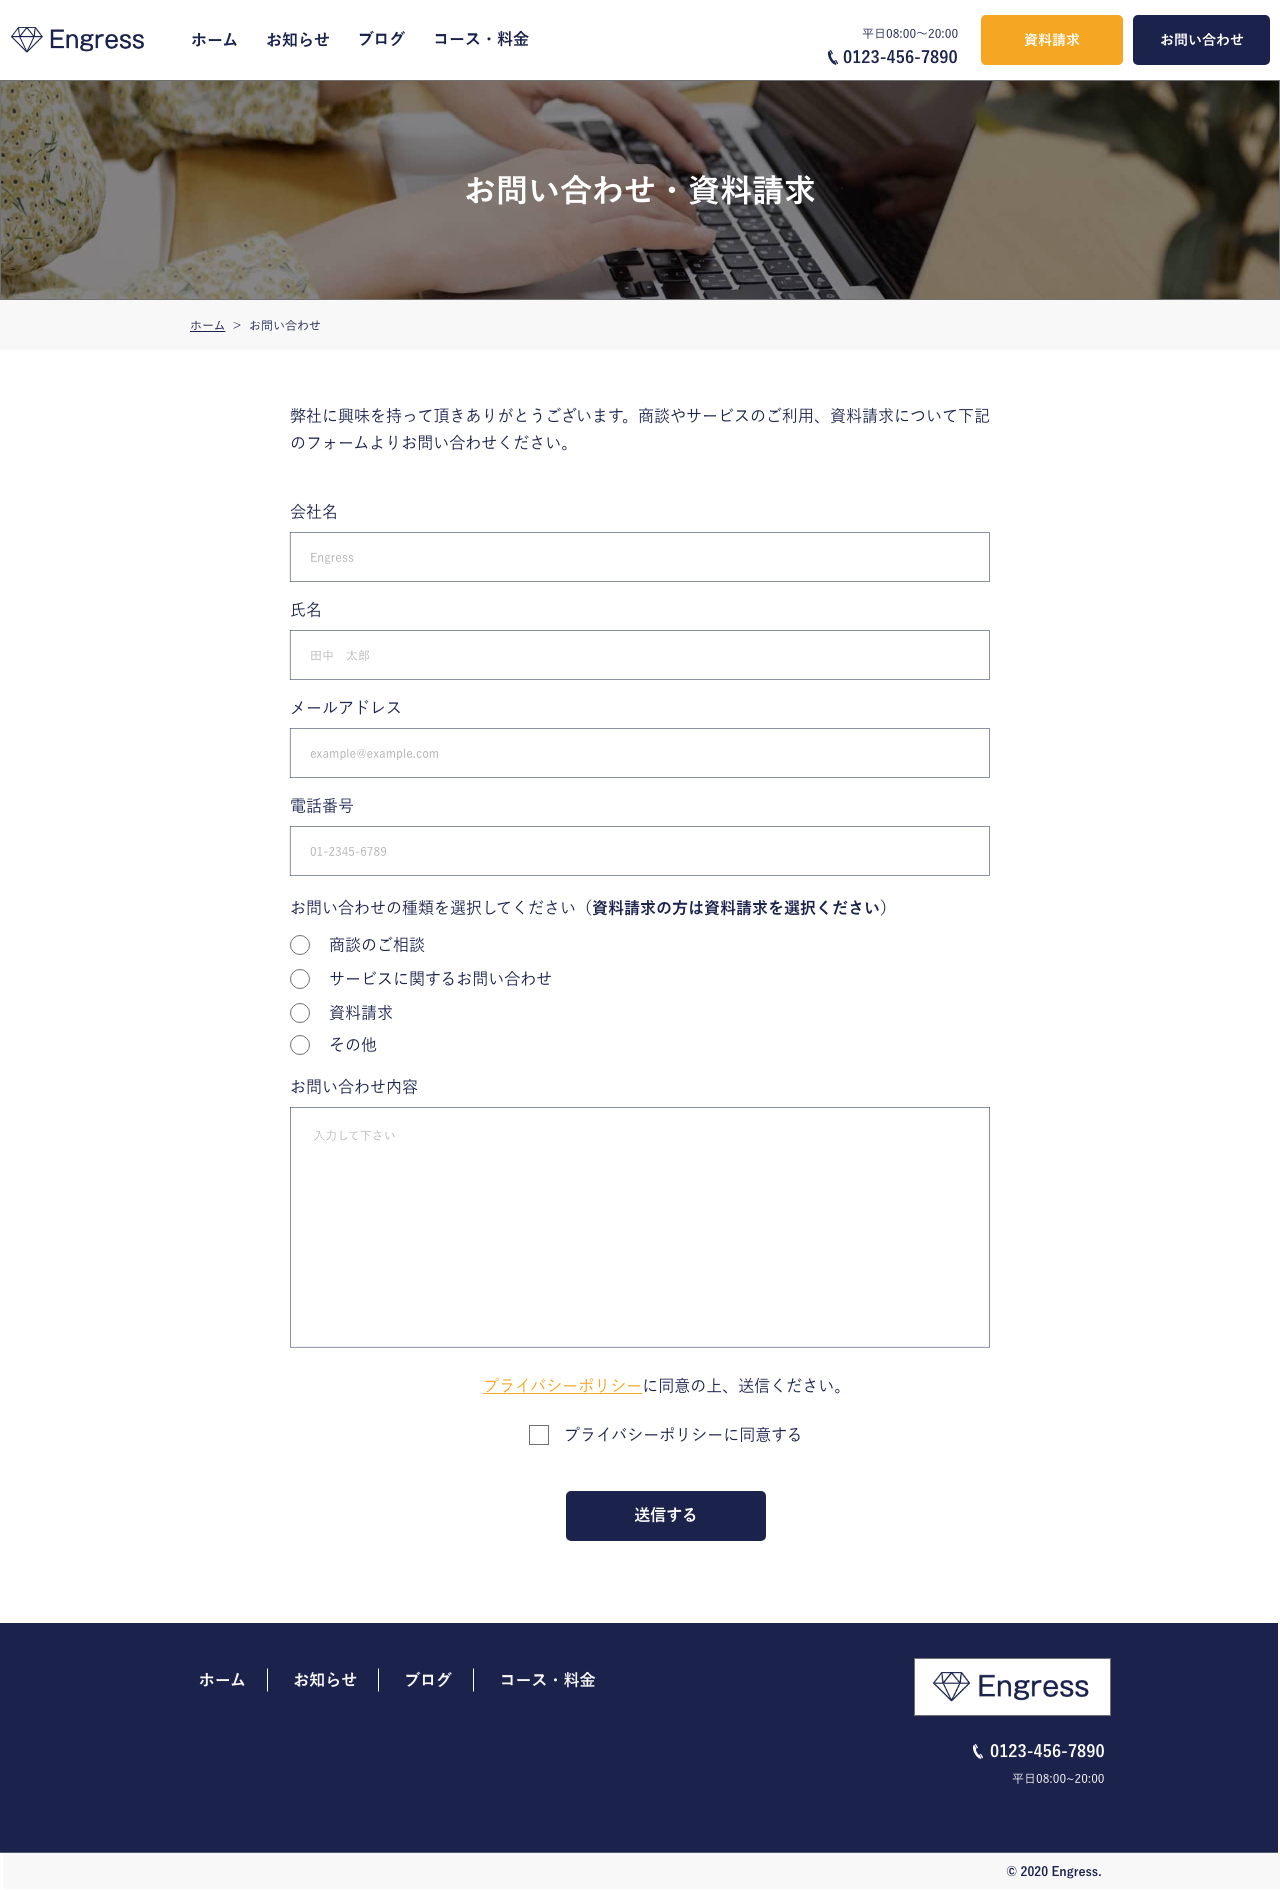 Engress
ホーム
お知らせ
ブログ
コース・料金
平日08:00〜20:00
0123-456-7890
資料請求
お問い合わせ
お問い合わせ・資料請求
ホーム > お問い合わせ
弊社に興味を持って頂きありがとうございます。商談やサービスのご利用、資料請求について下記
のフォームよりお問い合わせください。
会社名
Engress
氏名
田中　太郎
メールアドレス
example@example.com
電話番号
01-2345-6789
お問い合わせの種類を選択してください（資料請求の方は資料請求を選択ください）
商談のご相談
サービスに関するお問い合わせ
資料請求
その他
お問い合わせ内容
入力して下さい
プライバシーポリシーに同意の上、送信ください。
プライバシーポリシーに同意する
送信する
ホーム
お知らせ
ブログ
コース・料金
Engress
0123-456-7890
平日08:00~20:00
© 2020 Engress.